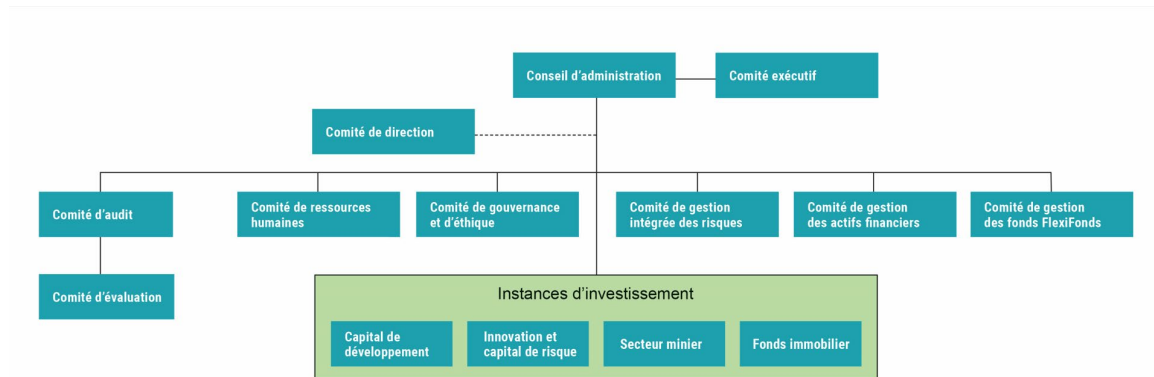 Conseil d’administration
Comité exécutif
Comité de direction
Comité d’audit
Comité de ressources
humaines
Comité de gouvernance
et d’éthique
Comité de gestion
intégrée des risques
Comité de gestion
des actifs financiers
Comité de gestion
des fonds FlexiFonds
Comité d’évaluation
Instances d’investissement
Capital de
développement
Innovation et
capital de risque
Secteur minier
Fonds immobilier